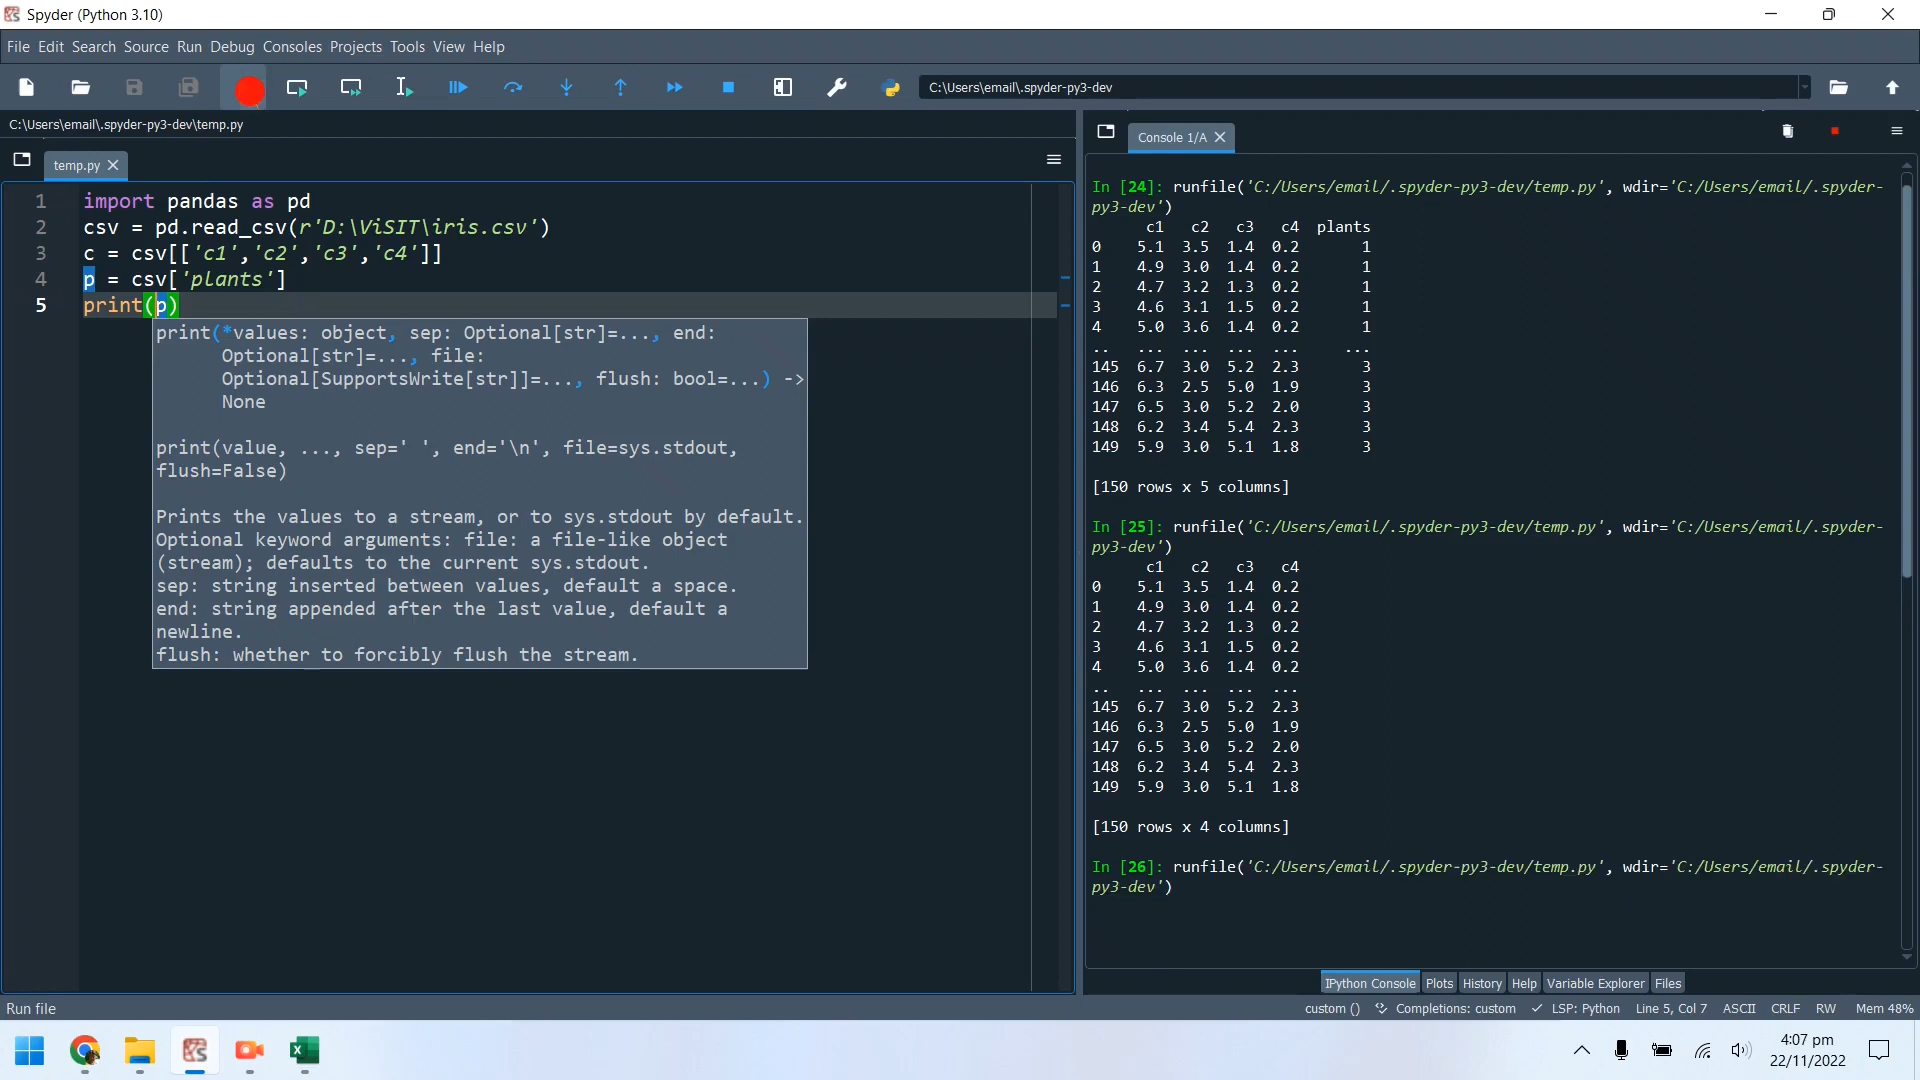 Spyder (Python 3.10)
File Edit Search Source Run Debug Consoles Projects Tools View Help
C:\Users\email\.spyder-py3-dev
C:\Users\email\.spyder-py3-dev\temp.py
temp.py
1 import pandas as pd
2 csv = pd.read_csv(r'D:\ViSIT\iris.csv')
3 c = csv[['c1','c2','c3','c4']]
4 p = csv['plants']
5 print(p)
print(*values: object, sep: Optional[str]=..., end:
Optional[str]=..., file:
Optional[SupportsWrite[str]]=..., flush: bool=...) ->
None
print(value, ..., sep=' ', end='\n', file=sys.stdout,
flush=False)
Prints the values to a stream, or to sys.stdout by default.
Optional keyword arguments: file: a file-like object
(stream); defaults to the current sys.stdout.
sep: string inserted between values, default a space.
end: string appended after the last value, default a
newline.
flush: whether to forcibly flush the stream.
Console 1/A
In [24]: runfile('C:/Users/email/.spyder-py3-dev/temp.py', wdir='C:/Users/email/.spyder-
py3-dev')
c1 c2 c3 c4 plants
0 5.1 3.5 1.4 0.2 1
1 4.9 3.0 1.4 0.2 1
2 4.7 3.2 1.3 0.2 1
3 4.6 3.1 1.5 0.2 1
4 5.0 3.6 1.4 0.2 1
.. ... ... ... ... ...
145 6.7 3.0 5.2 2.3 3
146 6.3 2.5 5.0 1.9 3
147 6.5 3.0 5.2 2.0 3
148 6.2 3.4 5.4 2.3 3
149 5.9 3.0 5.1 1.8 3
[150 rows x 5 columns]
In [25]: runfile('C:/Users/email/.spyder-py3-dev/temp.py', wdir='C:/Users/email/.spyder-
py3-dev')
c1 c2 c3 c4
0 5.1 3.5 1.4 0.2
1 4.9 3.0 1.4 0.2
2 4.7 3.2 1.3 0.2
3 4.6 3.1 1.5 0.2
4 5.0 3.6 1.4 0.2
.. ... ... ... ...
145 6.7 3.0 5.2 2.3
146 6.3 2.5 5.0 1.9
147 6.5 3.0 5.2 2.0
148 6.2 3.4 5.4 2.3
149 5.9 3.0 5.1 1.8
[150 rows x 4 columns]
In [26]: runfile('C:/Users/email/.spyder-py3-dev/temp.py', wdir='C:/Users/email/.spyder-
py3-dev')
IPython Console Plots History Help Variable Explorer Files
Run file
custom () Completions: custom LSP: Python Line 5, Col 7 ASCII CRLF RW Mem 48%
4:07 pm
22/11/2022